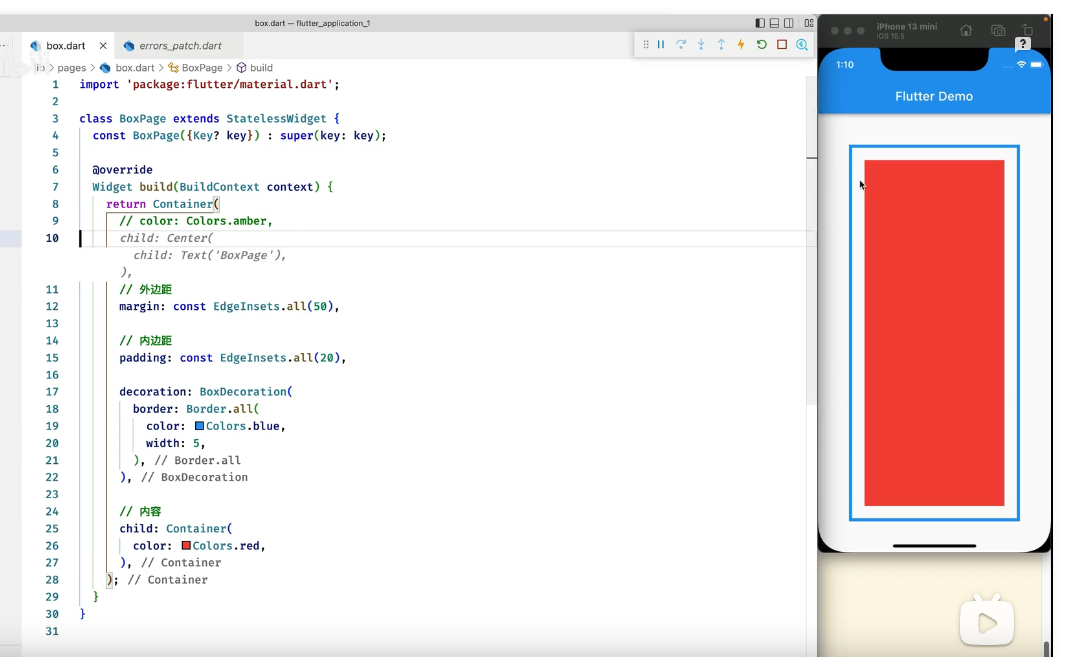 box.dart — flutter_application_1
box.dart
errors_patch.dart
pages > box.dart > BoxPage > build
1 import 'package:flutter/material.dart';
2
3 class BoxPage extends StatelessWidget {
4 const BoxPage({Key? key}) : super(key: key);
5
6 @override
7 Widget build(BuildContext context) {
8 return Container(
9 // color: Colors.amber,
10 child: Center(
child: Text('BoxPage'),
),
11 // 外边距
12 margin: const EdgeInsets.all(50),
13
14 // 内边距
15 padding: const EdgeInsets.all(20),
16
17 decoration: BoxDecoration(
18 border: Border.all(
19 color: Colors.blue,
20 width: 5,
21 ), // Border.all
22 ), // BoxDecoration
23
24 // 内容
25 child: Container(
26 color: Colors.red,
27 ), // Container
28 ); // Container
29 }
30 }
31
iPhone 13 mini
iOS 15.5
1:10
Flutter Demo